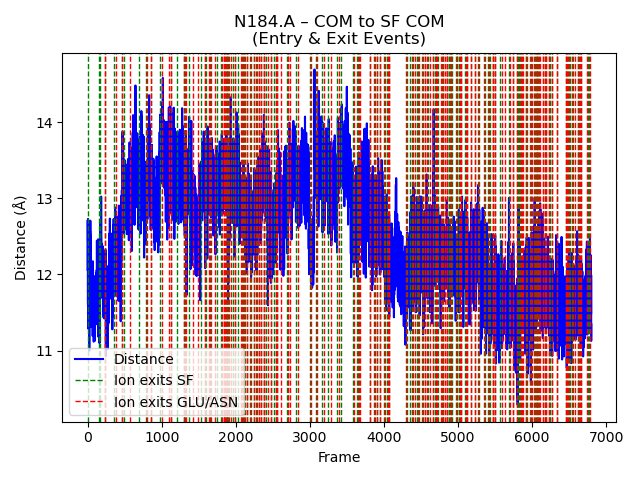 N184.A – COM to SF COM
(Entry & Exit Events)
Distance (Å)
14
13
12
11
Distance
Ion exits SF
Ion exits GLU/ASN
0
1000
2000
3000
4000
5000
6000
7000
Frame